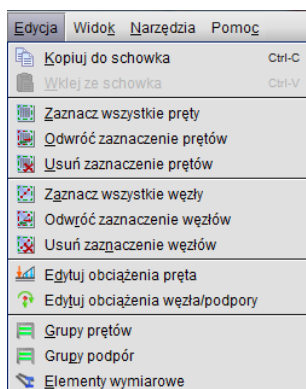 Edycja Widok Narzędzia Pomoc
Kopiuj do schowka Ctrl-C
Wklej ze schowka Ctrl-V
Zaznacz wszystkie pręty
Odwróć zaznaczenie prętów
Usuń zaznaczenie prętów
Zaznacz wszystkie węzły
Odwróć zaznaczenie węzłów
Usuń zaznaczenie węzłów
Edytuj obciążenia pręta
Edytuj obciążenia węzła/podpory
Grupy prętów
Grupy podpór
Elementy wymiarowe